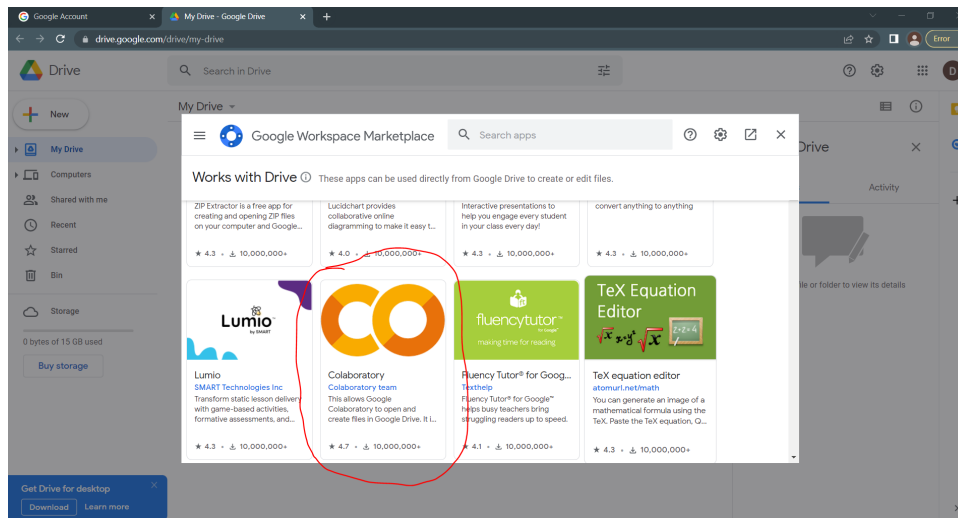 Google Account
My Drive - Google Drive
drive.google.com/drive/my-drive
Error
Drive
Search in Drive
D
New
My Drive
Computers
Shared with me
Recent
Starred
Bin
Storage
0 bytes of 15 GB used
Buy storage
Get Drive for desktop
Download
Learn more
My Drive
Google Workspace Marketplace
Search apps
Works with Drive
These apps can be used directly from Google Drive to create or edit files.
ZIP Extractor is a free app for
creating and opening ZIP files
on your computer and Google...
4.3 • 10,000,000+
Lucidchart provides
collaborative online
diagramming to make it easy t...
4.0 • 10,000,000+
Interactive presentations to
help you engage every student
in your class every day!
4.3 • 10,000,000+
convert anything to anything
4.3 • 10,000,000+
Lumio
by SMART
Lumio
SMART Technologies Inc
Transform static lesson delivery
with game-based activities,
formative assessments, and...
4.3 • 10,000,000+
Colaboratory
Colaboratory team
This allows Google
Colaboratory to open and
create files in Google Drive. It i...
4.7 • 10,000,000+
fluencytutor™
for Google™
making time for reading
Fluency Tutor® for Goog...
Texthelp
Fluency Tutor® for Google™
helps busy teachers bring
struggling readers up to speed.
4.1 • 10,000,000+
TeX Equation
Editor
TeX equation editor
atomurl.net/math
You can generate an image of a
mathematical formula using the
TeX. Paste the TeX equation, Q...
4.3 • 10,000,000+
Drive
Activity
file or folder to view its details